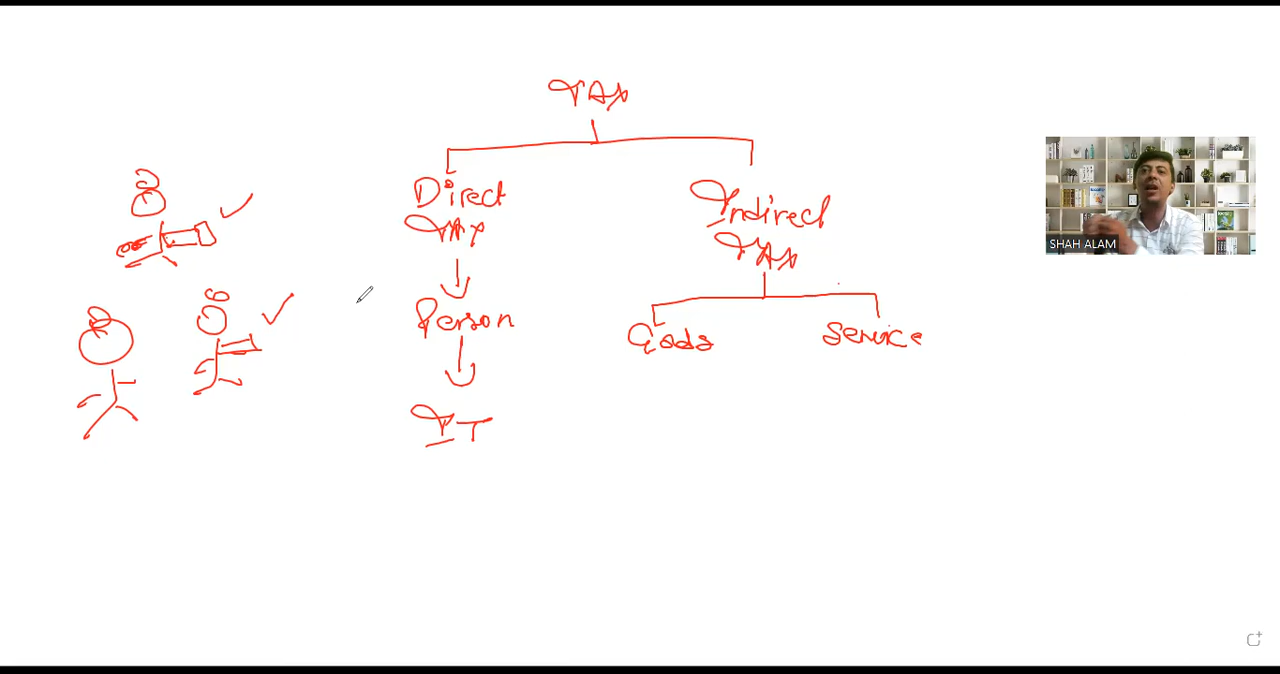 TAX
Direct
TAX
Indirect
TAX
Person
Goods
Service
IT
SHAH ALAM